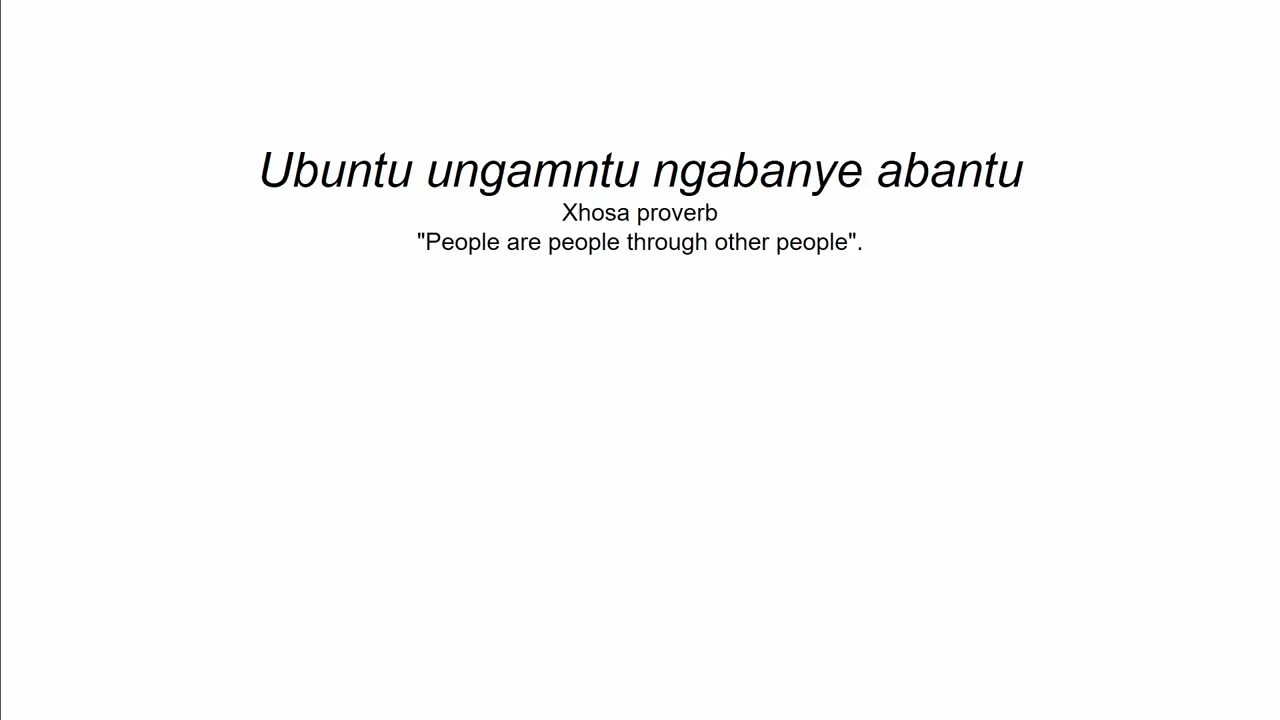 Ubuntu ungamntu ngabanye abantu
Xhosa proverb
"People are people through other people".